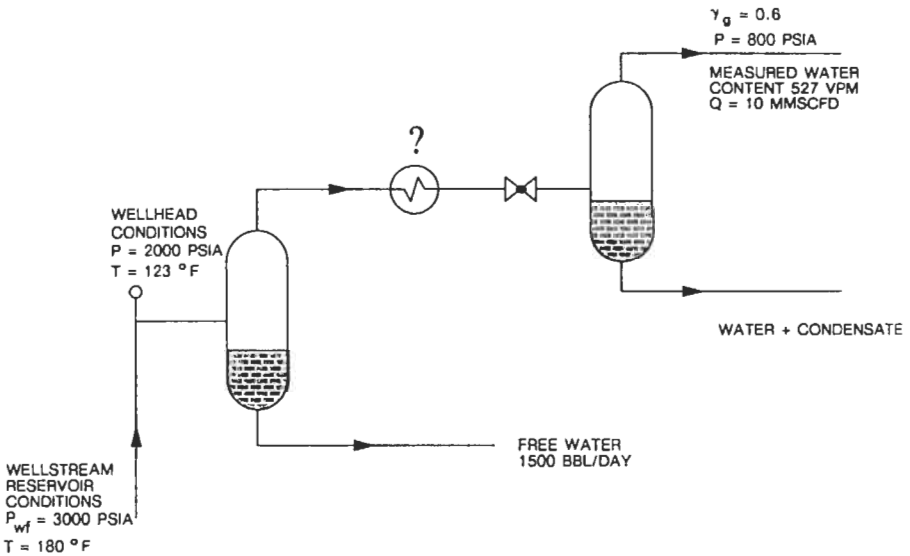 γg = 0.6
P = 800 PSIA
MEASURED WATER
CONTENT 527 VPM
Q = 10 MMSCFD
?
WELLHEAD
CONDITIONS
P = 2000 PSIA
T = 123 °F
WATER + CONDENSATE
FREE WATER
1500 BBL/DAY
WELLSTREAM
RESERVOIR
CONDITIONS
Pwf = 3000 PSIA
T = 180 °F